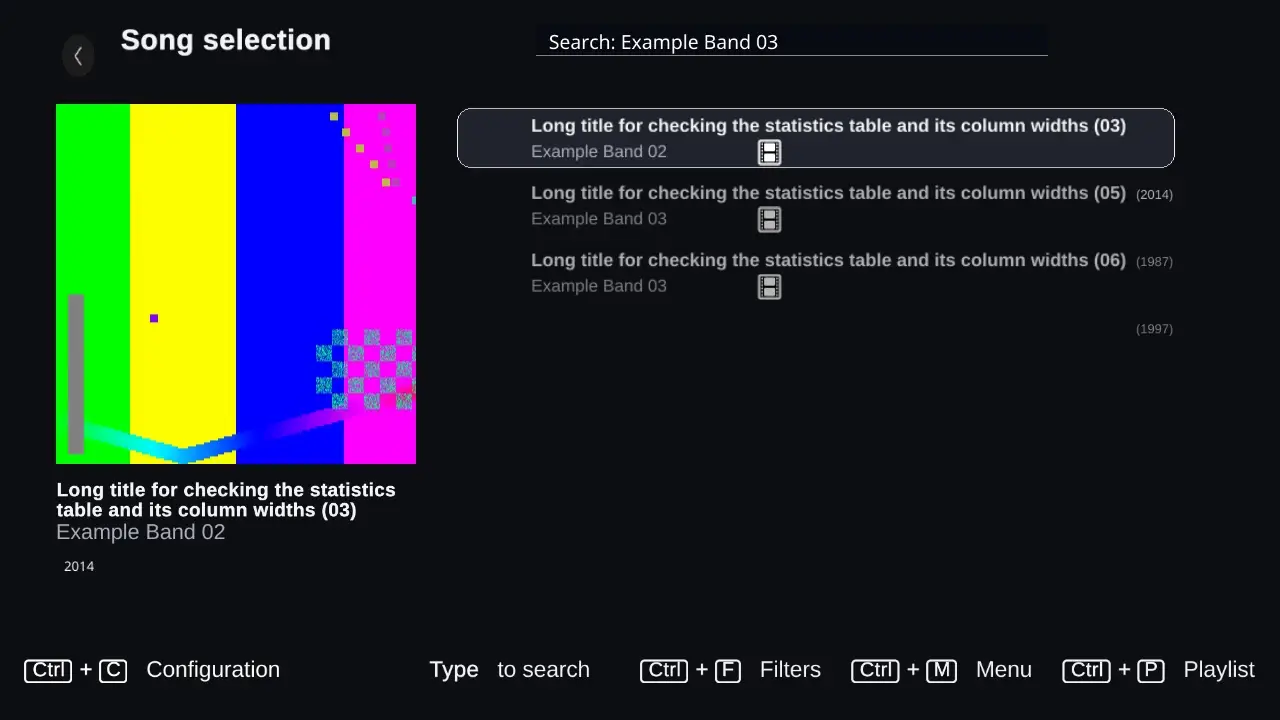 Song selection
Search: Example Band 03
Long title for checking the statistics table and its column widths (03)
Example Band 02
Long title for checking the statistics table and its column widths (05) (2014)
Example Band 03
Long title for checking the statistics table and its column widths (06) (1987)
Example Band 03
(1997)
Long title for checking the statistics
table and its column widths (03)
Example Band 02
2014
Ctrl + C Configuration Type to search Ctrl + F Filters Ctrl + M Menu Ctrl + P Playlist